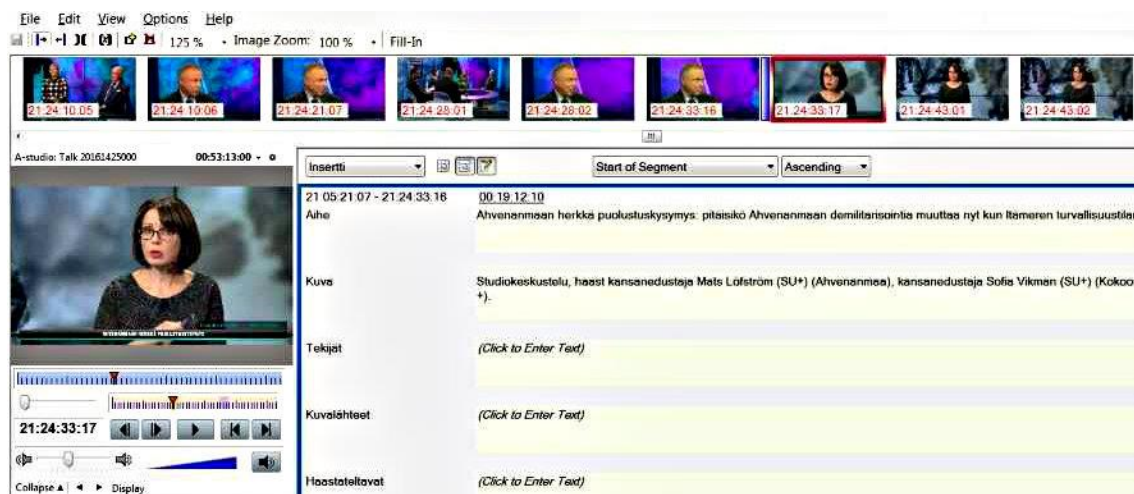 File Edit View Options Help
125 % Image Zoom: 100 % Fill-In
21:24:10:05 21:24:10:06 21:24:21:07 21:24:28:01 21:24:28:02 21:24:33:16 21:24:33:17 21:24:43:01 21:24:43:02
A-studio: Talk 20161425000 00:53:13:00
Insertti Start of Segment Ascending
21:05:21:07 - 21:24:33:16 00:19:12:10
Aihe Ahvenanmaan herkkä puolustuskysymys: pitäisikö Ahvenanmaan demilitarisointia muuttaa nyt kun Itämeren turvallisuustila
Kuva Studiokeskustelu, haast kansanedustaja Mats Löfström (SU+) (Ahvenanmaa), kansanedustaja Sofia Vikman (SU+) (Kokoo
+).
AHVENANMAAN HERKKÄ PUOLUSTUSKYSYMYS
Tekijät (Click to Enter Text)
Kuvalähteet (Click to Enter Text)
21:24:33:17
Haastateltavat (Click to Enter Text)
Collapse Display